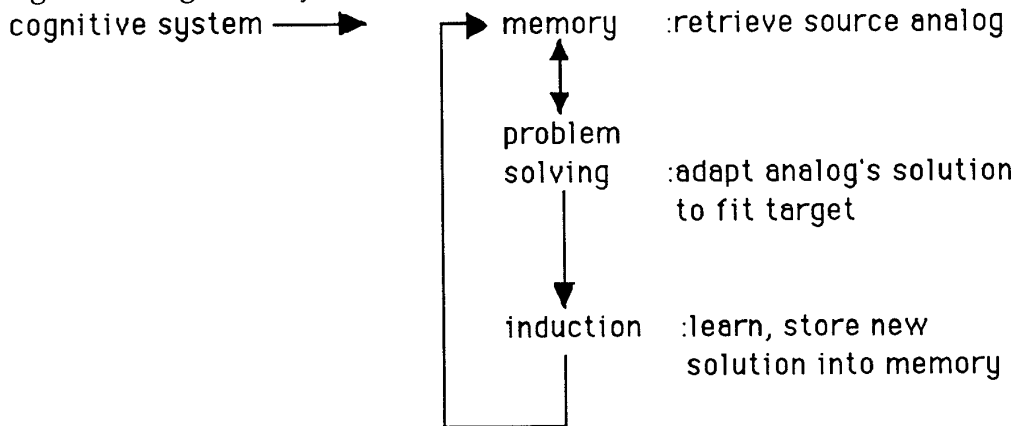 cognitive system
memory :retrieve source analog
problem
solving :adapt analog's solution
to fit target
induction :learn, store new
solution into memory